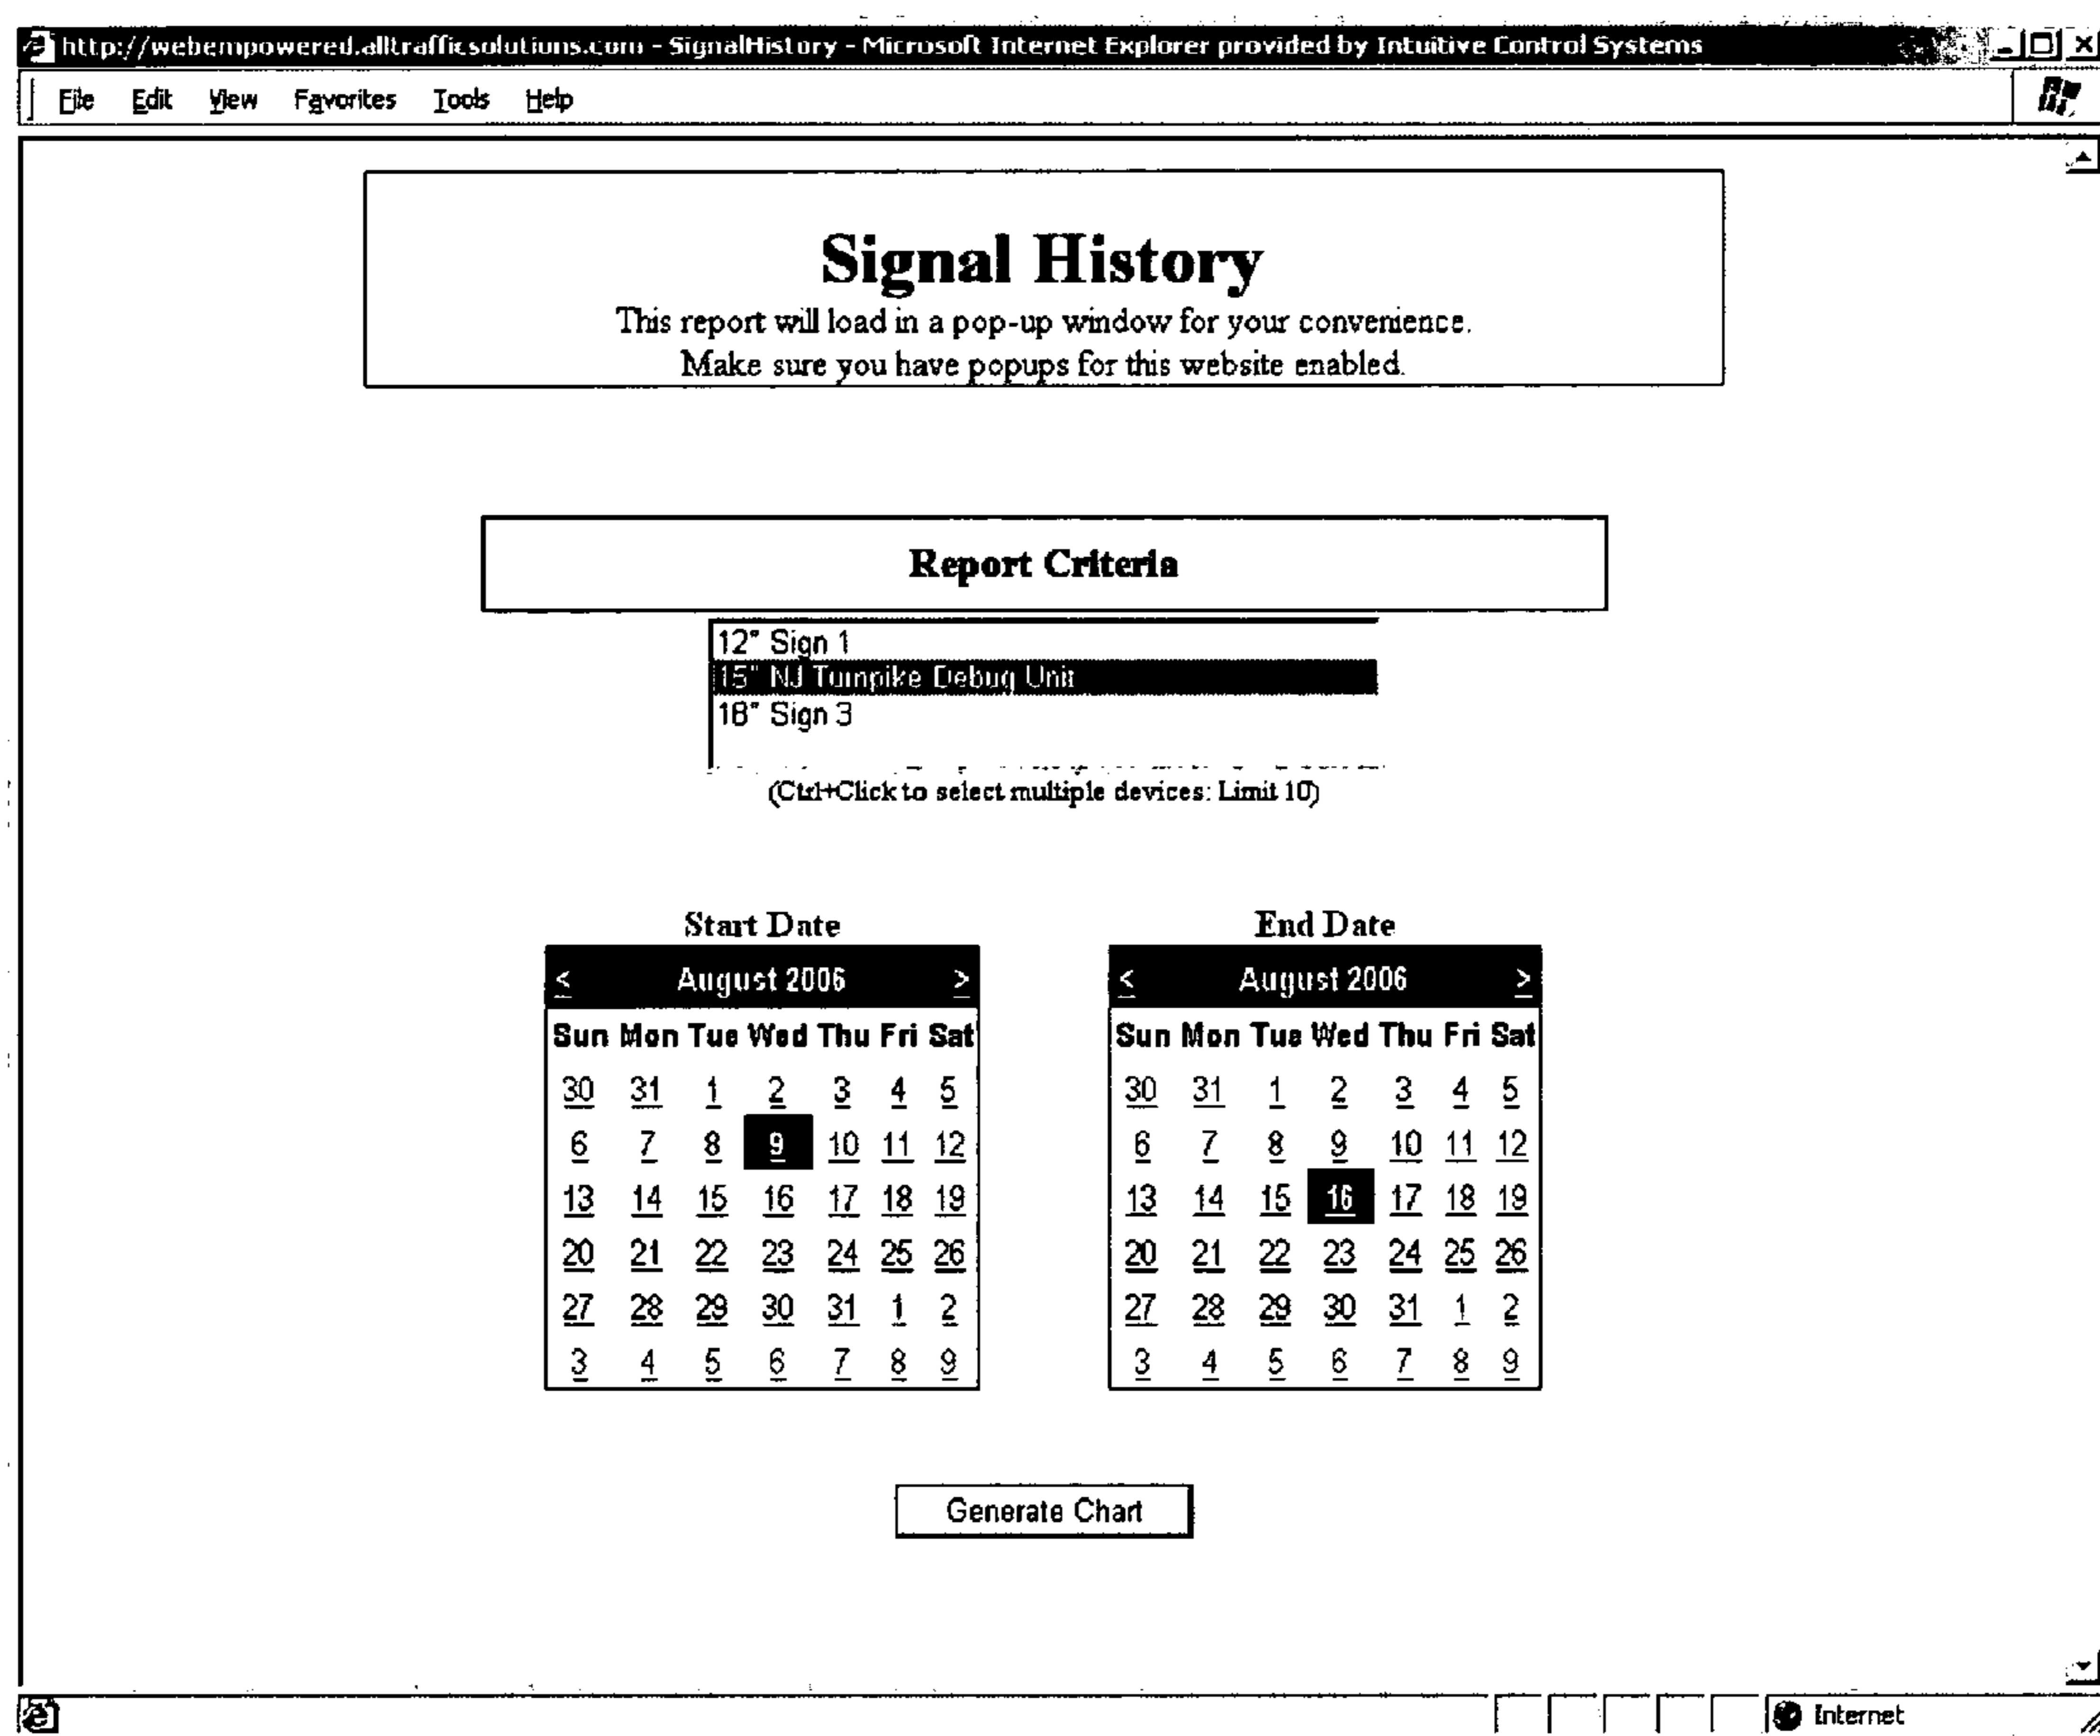 http://webempowered.alltrafficsolutions.com - SignalHistory - Microsoft Internet Explorer provided by Intuitive Control Systems
File Edit View Favorites Tools Help
Signal History
This report will load in a pop-up window for your convenience.
Make sure you have popups for this website enabled.
Report Criteria
12" Sign 1
15" NJ Turnpike Debug Unit
18" Sign 3
(Ctrl+Click to select multiple devices: Limit 10)
Start Date End Date
< August 2006 > < August 2006 >
Sun Mon Tue Wed Thu Fri Sat Sun Mon Tue Wed Thu Fri Sat
30 31 1 2 3 4 5 30 31 1 2 3 4 5
6 7 8 9 10 11 12 6 7 8 9 10 11 12
13 14 15 16 17 18 19 13 14 15 16 17 18 19
20 21 22 23 24 25 26 20 21 22 23 24 25 26
27 28 29 30 31 1 2 27 28 29 30 31 1 2
3 4 5 6 7 8 9 3 4 5 6 7 8 9
Generate Chart
Internet